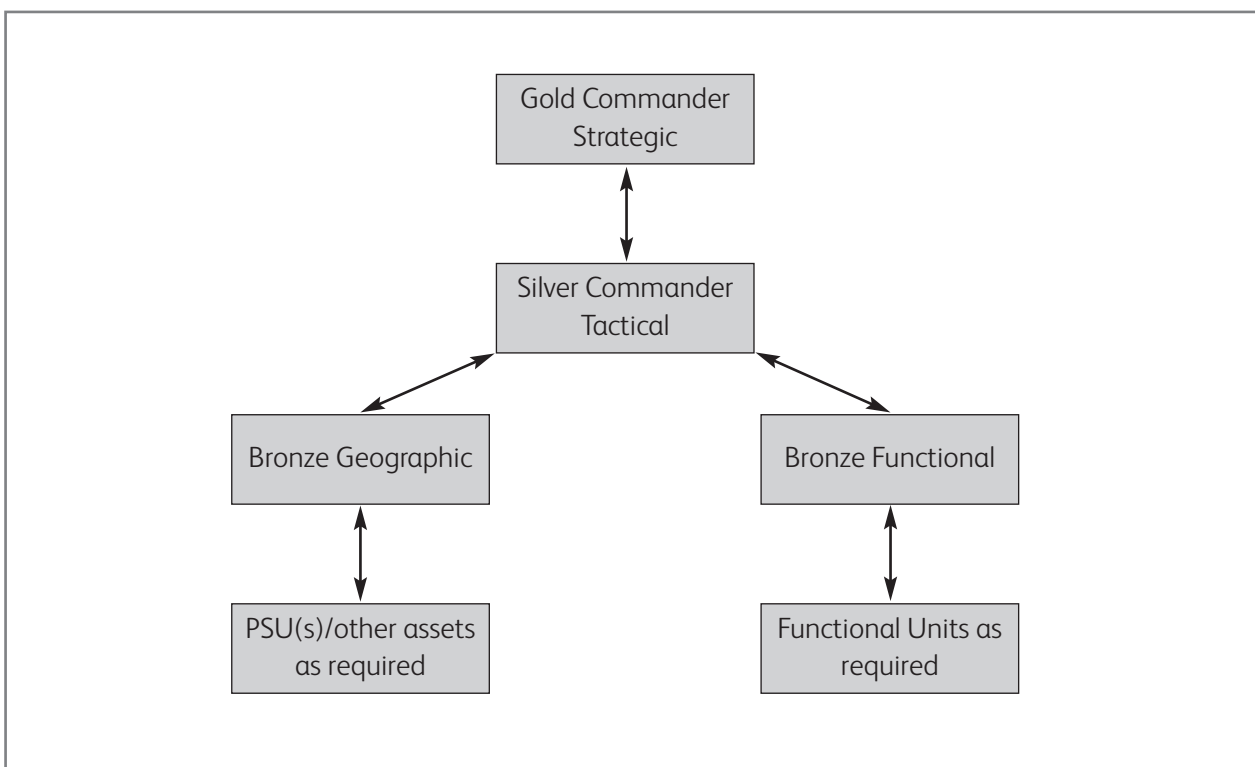 Gold Commander
Strategic
Silver Commander
Tactical
Bronze Geographic
Bronze Functional
PSU(s)/other assets
as required
Functional Units as
required